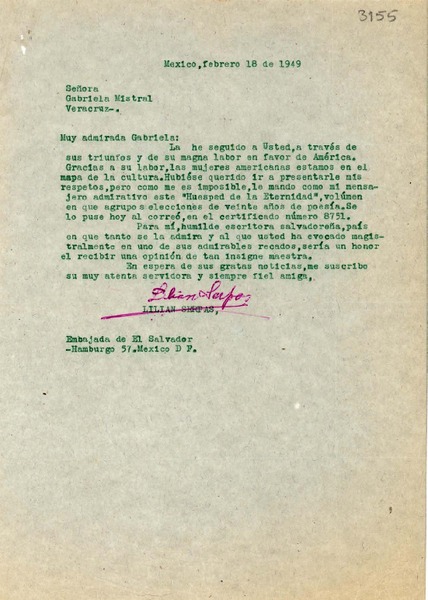 3155
Mexico,febrero 18 de 1949
Señora
Gabriela Mistral
Veracruz-.
Muy admirada Gabriela:
La he seguido a Usted,a través de
sus triunfos y de su magna labor en favor de América.
Gracias a su labor,las mujeres americanas estamos en el
mapa de la cultura.Hubiése querido ir a presentarle mis
respetos,pero como me es imposible,le mando como mi mensa-
jero admirativo este "Huesped de la Eternidad",volúmen
en que agrupo selecciones de veinte años de poesía.Se
lo puse hoy al correó,en el certificado número 8751.
Para mí,humilde escritora salvadoreña,país
on que tanto se la admira y al que usted ha evocado magis-
tralmente en uno de sus admirables recados,sería un honor
el recibir una opinión de tan insigne maestra.
En espera de sus gratas noticias,me suscribo
su muy atenta servidora y siempre fiel amiga,
Lilian Serpas
LILIAN SERPAS,
Embajada de El Salvador
-Hamburgo 57.Mexico D F.